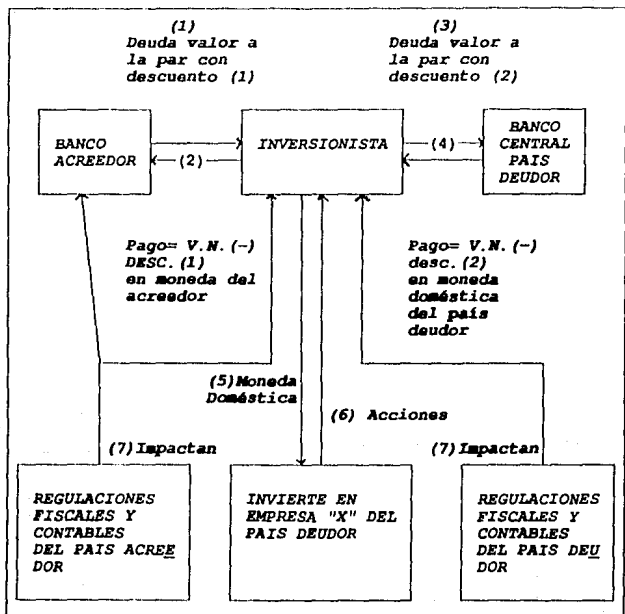 (1)
Deuda valor a
la par con
descuento (1)
(3)
Deuda valor a
la par con
descuento (2)
BANCO
ACREEDOR
(2)
INVERSIONISTA
(4)
BANCO
CENTRAL
PAIS
DEUDOR
Pago= V.N.(-)
DESC.(1)
en moneda del
acreedor
Pago= V.N.(-)
desc.(2)
en moneda
doméstica
del país
deudor
(5)Moneda
Doméstica
(6) Acciones
(7)Impactan
(7)Impactan
REGULACIONES
FISCALES Y
CONTABLES
DEL PAIS ACREE
DOR
INVIERTE EN
EMPRESA "X" DEL
PAIS DEUDOR
REGULACIONES
FISCALES Y
CONTABLES
DEL PAIS DEU
DOR